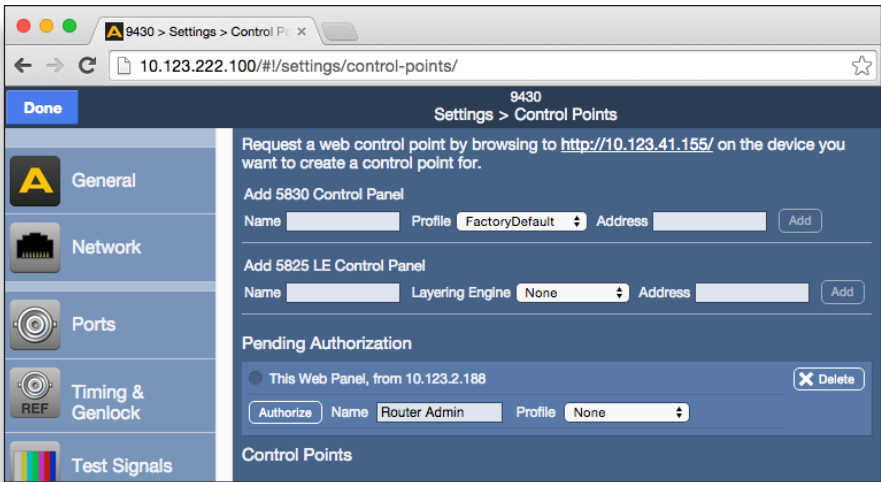 9430 > Settings > Control Po
10.123.222.100/#!/settings/control-points/
Done
9430
Settings > Control Points
General
Network
Ports
REF
Timing &
Genlock
Test Signals
Request a web control point by browsing to http://10.123.41.155/ on the device you
want to create a control point for.
Add 5830 Control Panel
Name Profile FactoryDefault Address Add
Add 5825 LE Control Panel
Name Layering Engine None Address Add
Pending Authorization
This Web Panel, from 10.123.2.188 Delete
Authorize Name Router Admin Profile None
Control Points